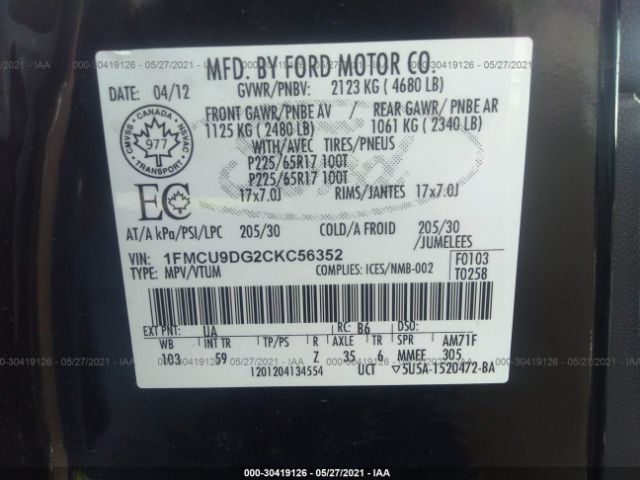 000-30419126 - 05/27/2021 - IAA
MFD. BY FORD MOTOR CO.
DATE: 04/12 GVWR/PNBV: 2123 KG ( 4680 LB)
FRONT GAWR/PNBE AV / REAR GAWR/ PNBE AR
1125 KG ( 2480 LB) 1061 KG ( 2340 LB)
WITH/AVEC TIRES/PNEUS
CANADA
CMVSS 977 NSVAC
TRANSPORT
P225/65R17 100T
P225/65R17 100T
EC 17x7.0J RIMS/JANTES 17x7.0J
AT/A kPa/PSI/LPC 205/30 COLD/A FROID 205/30
/JUMELEES
VIN: 1FMCU9DG2CKC56352 F0103
TYPE: MPV/VTUM COMPLIES: ICES/NMB-002 T0258
EXT PNT: UA RC: B6 DSO:
WB INT TR TP/PS R AXLE TR SPR AM71F
103 59 Z 35 6 MMEE 305
1201204134554 UCT ▽5U5A-1520472-BA
000-30419126 - 05/27/2021 - IAA